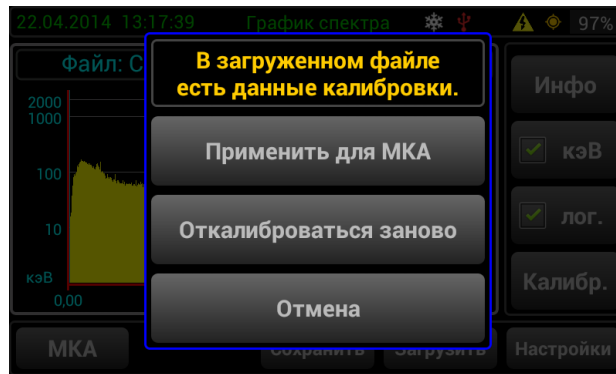 22.04.2014 13:17:39 График спектра 97%
Файл: С
В загруженном файле
есть данные калибровки.
Применить для МКА
Откалиброваться заново
Отмена
2000
1000
100
10
кэВ
0,00
Инфо
кэВ
лог.
Калибр.
МКА Сохранить Загрузить Настройки